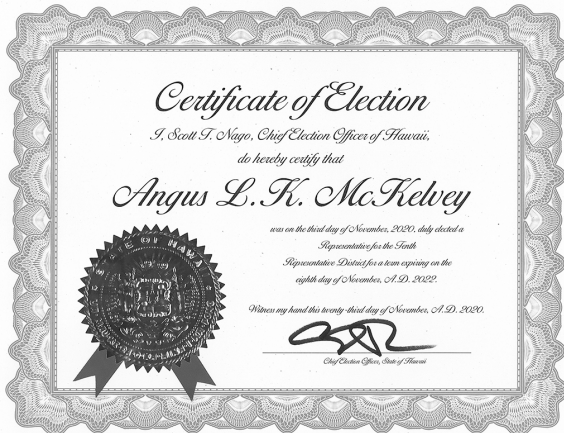 Certificate of Election
I, Scott T. Nago, Chief Election Officer of Hawaii,
do hereby certify that
Angus L. K. McKelvey
was on the third day of November, 2020, duly elected a
Representative for the Tenth
Representative District for a term expiring on the
eighth day of November, A.D. 2022.
Witness my hand this twenty-third day of November, A.D. 2020.
Chief Election Officer, State of Hawaii
STATE OF HAWAII